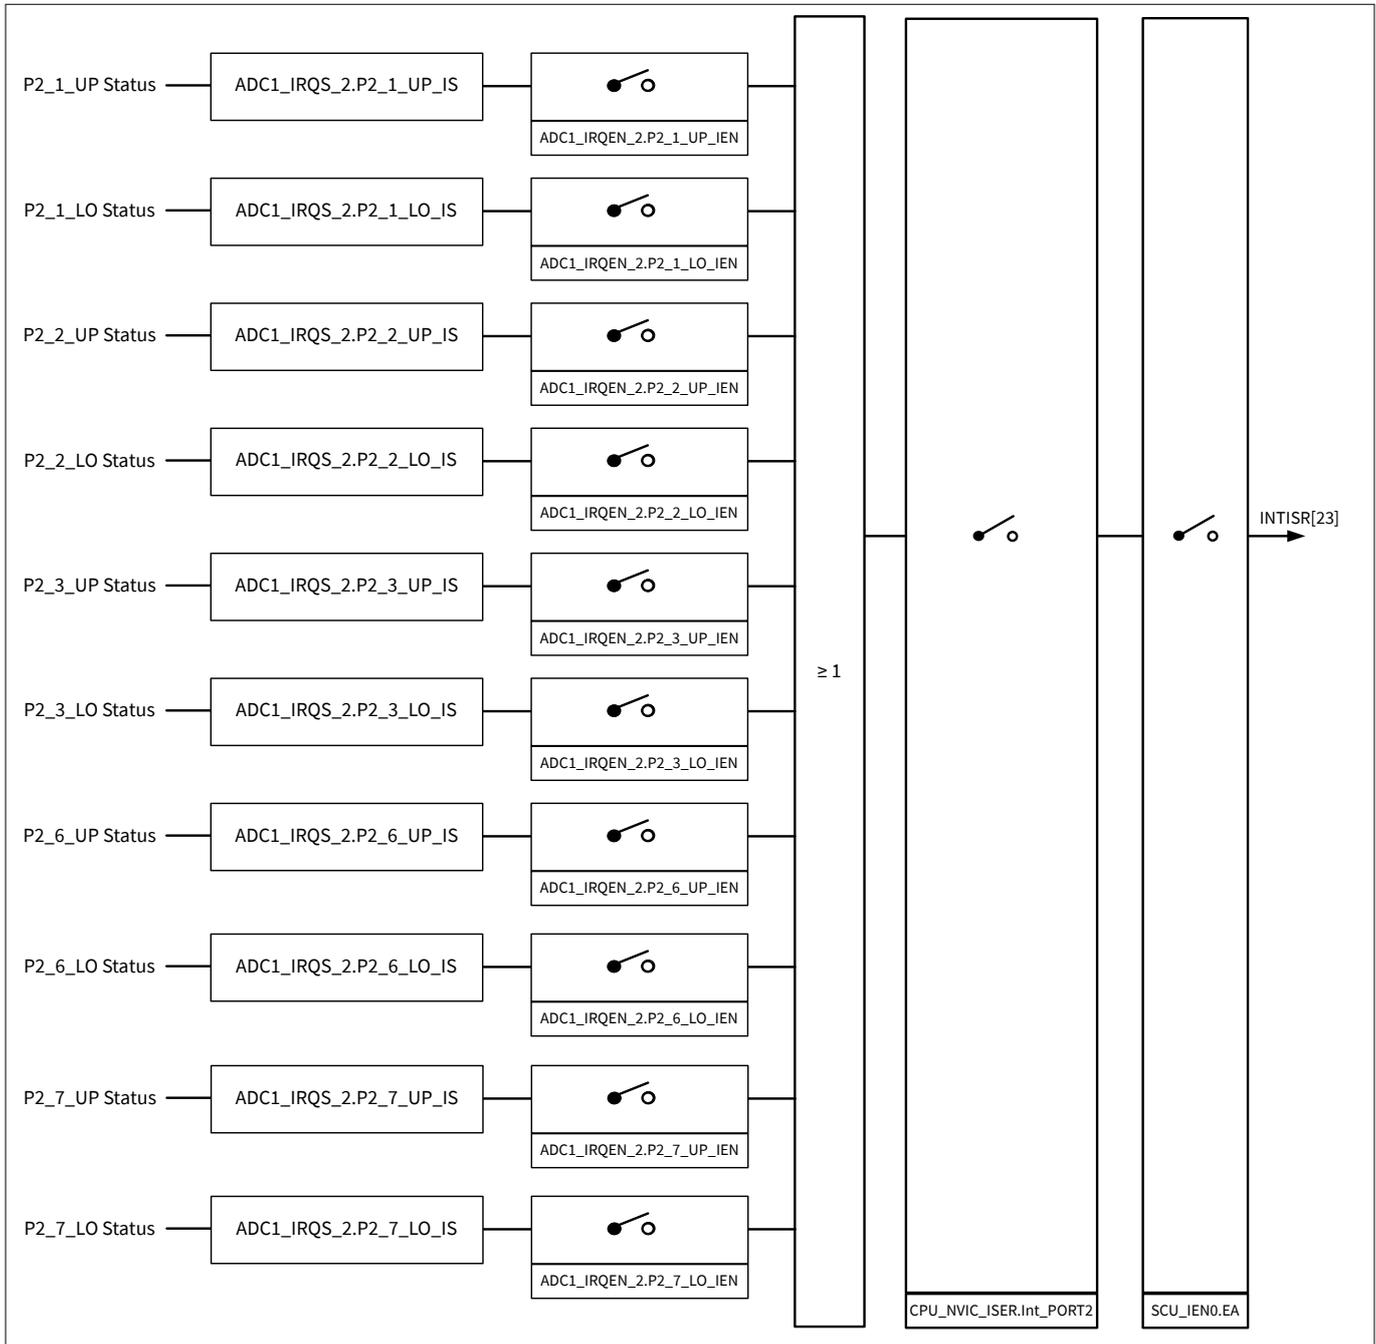 P2_1_UP Status ADC1_IRQS_2.P2_1_UP_IS
ADC1_IRQEN_2.P2_1_UP_IEN
P2_1_LO Status ADC1_IRQS_2.P2_1_LO_IS
ADC1_IRQEN_2.P2_1_LO_IEN
P2_2_UP Status ADC1_IRQS_2.P2_2_UP_IS
ADC1_IRQEN_2.P2_2_UP_IEN
P2_2_LO Status ADC1_IRQS_2.P2_2_LO_IS
ADC1_IRQEN_2.P2_2_LO_IEN
INTISR[23]
P2_3_UP Status ADC1_IRQS_2.P2_3_UP_IS
ADC1_IRQEN_2.P2_3_UP_IEN
≥ 1
P2_3_LO Status ADC1_IRQS_2.P2_3_LO_IS
ADC1_IRQEN_2.P2_3_LO_IEN
P2_6_UP Status ADC1_IRQS_2.P2_6_UP_IS
ADC1_IRQEN_2.P2_6_UP_IEN
P2_6_LO Status ADC1_IRQS_2.P2_6_LO_IS
ADC1_IRQEN_2.P2_6_LO_IEN
P2_7_UP Status ADC1_IRQS_2.P2_7_UP_IS
ADC1_IRQEN_2.P2_7_UP_IEN
P2_7_LO Status ADC1_IRQS_2.P2_7_LO_IS
ADC1_IRQEN_2.P2_7_LO_IEN
CPU_NVIC_ISER.Int_PORT2 SCU_IEN0.EA